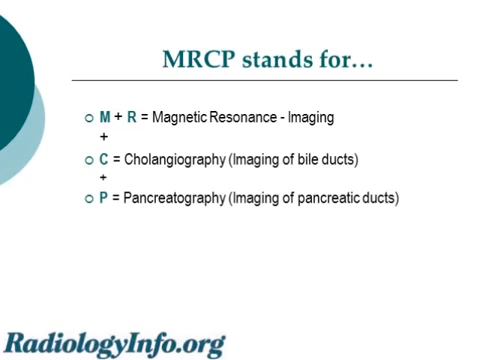 MRCP stands for…
M + R = Magnetic Resonance - Imaging
+
C = Cholangiography (Imaging of bile ducts)
+
P = Pancreatography (Imaging of pancreatic ducts)
RadiologyInfo.org